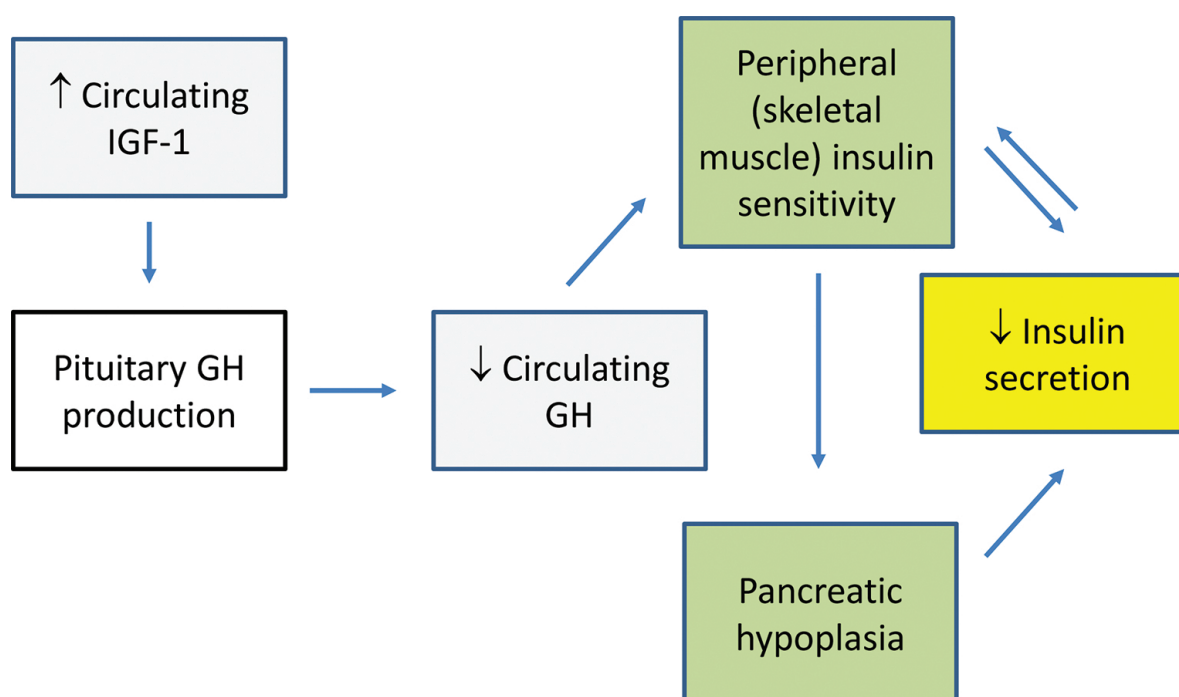 ↑ Circulating
IGF-1
Pituitary GH
production
↓ Circulating
GH
Peripheral
(skeletal
muscle) insulin
sensitivity
↓ Insulin
secretion
Pancreatic
hypoplasia